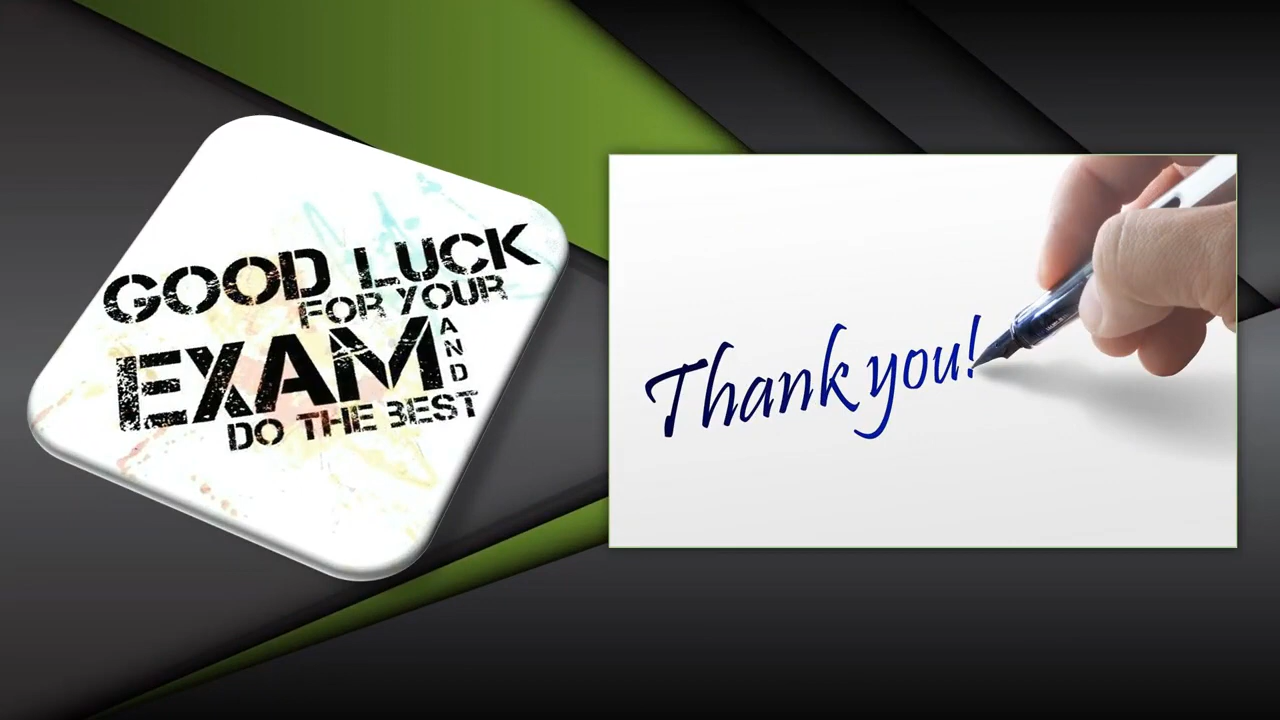 GOOD LUCK
FOR YOUR
EXAM AND
DO THE BEST
Thank you!